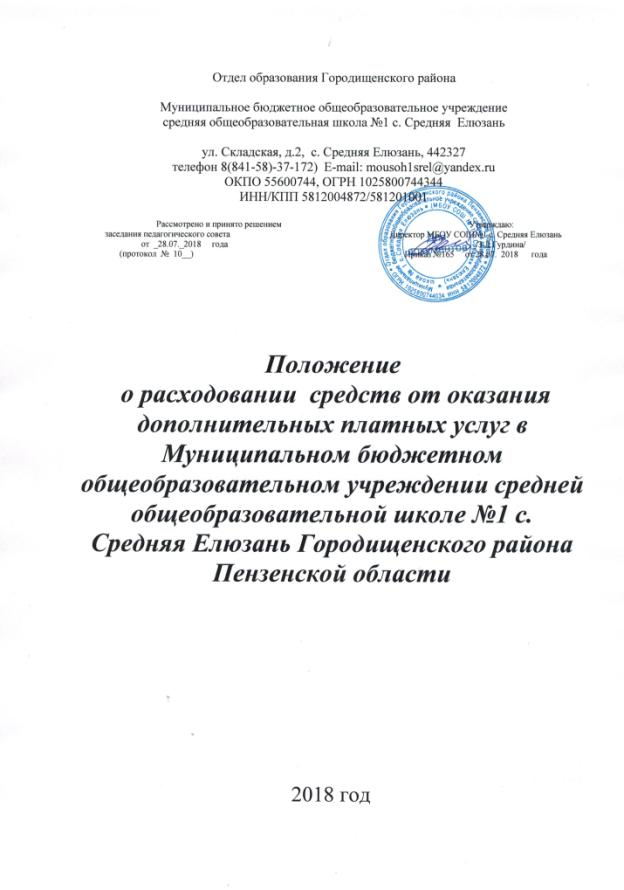 Отдел образования Городищенского района
Муниципальное бюджетное общеобразовательное учреждение
средняя общеобразовательная школа №1 с. Средняя Елюзань
ул. Складская, д.2, с. Средняя Елюзань, 442327
телефон 8(841-58)-37-172) E-mail: mousoh1srel@yandex.ru
ОКПО 55600744, ОГРН 1025800744344
ИНН/КПП 5812004872/581201001
Рассмотрено и принято решением
заседания педагогического совета
от _28.07._2018 года
(протокол № 10__)
Утверждаю:
Директор МБОУ СОШ №1 с. Средняя Елюзань
Гурдина/
Приказ №165 от 28.07. 2018 года
Положение
о расходовании средств от оказания
дополнительных платных услуг в
Муниципальном бюджетном
общеобразовательном учреждении средней
общеобразовательной школе №1 с.
Средняя Елюзань Городищенского района
Пензенской области
2018 год